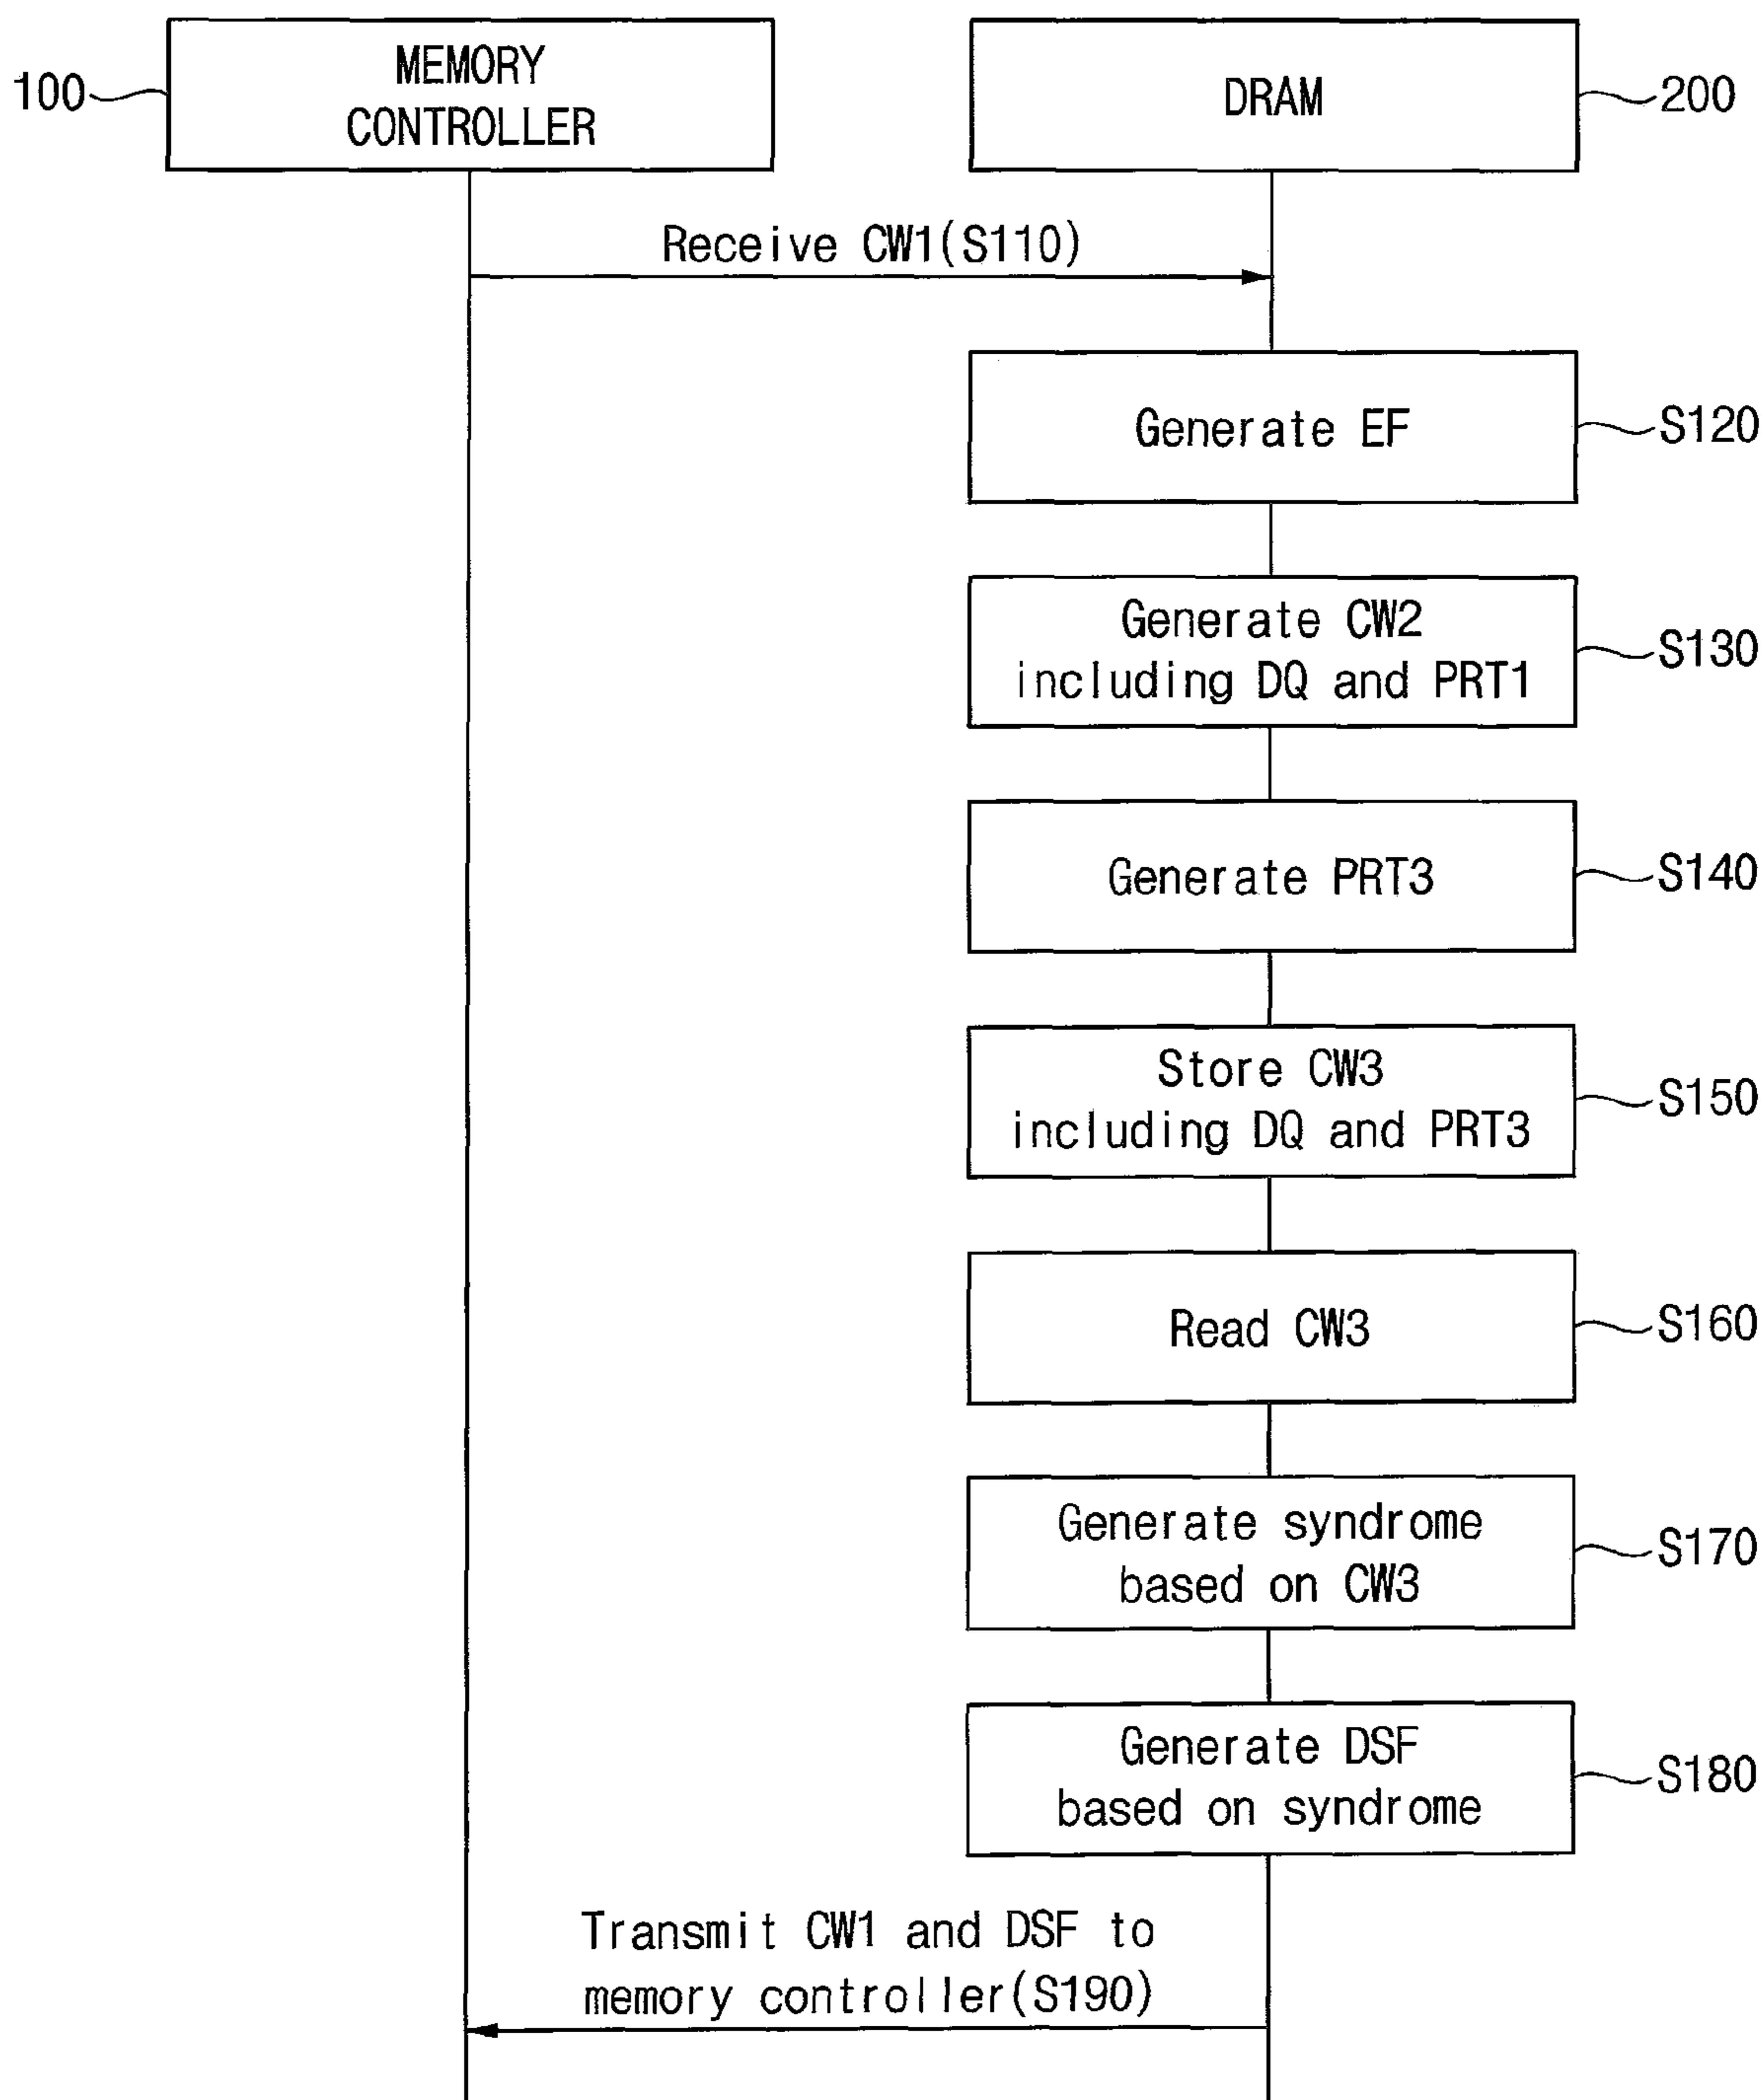 100
MEMORY
CONTROLLER
DRAM
200
Receive CW1(S110)
Generate EF
S120
Generate CW2
including DQ and PRT1
S130
Generate PRT3
S140
Store CW3
including DQ and PRT3
S150
Read CW3
S160
Generate syndrome
based on CW3
S170
Generate DSF
based on syndrome
S180
Transmit CW1 and DSF to
memory controller(S190)